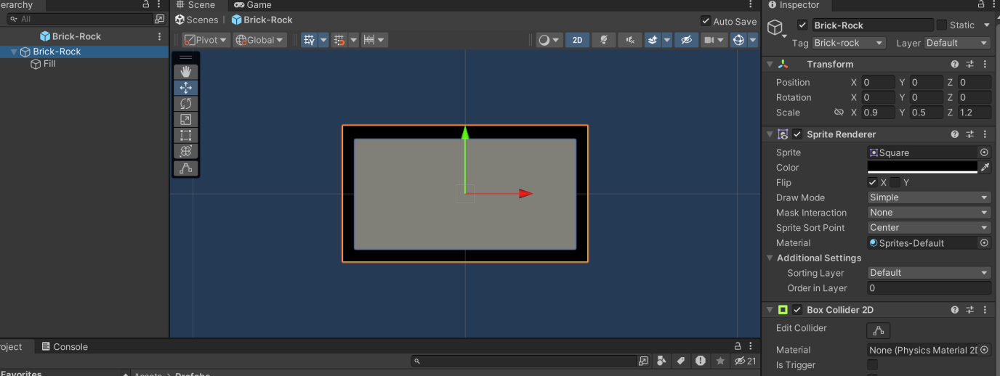 erarchy
All
Brick-Rock
Brick-Rock
Fill
Scene Game
Scenes Brick-Rock
Auto Save
Pivot Global
2D
Inspector
Brick-Rock Static
Tag Brick-rock Layer Default
Transform
Position X 0 Y 0 Z 0
Rotation X 0 Y 0 Z 0
Scale X 0.9 Y 0.5 Z 1.2
Sprite Renderer
Sprite Square
Color
Flip X Y
Draw Mode Simple
Mask Interaction None
Sprite Sort Point Center
Material Sprites-Default
Additional Settings
Sorting Layer Default
Order in Layer 0
Box Collider 2D
Edit Collider
Material None (Physics Material 2D
Is Trigger
roject Console
21
Favorites
Assets > Prefabs